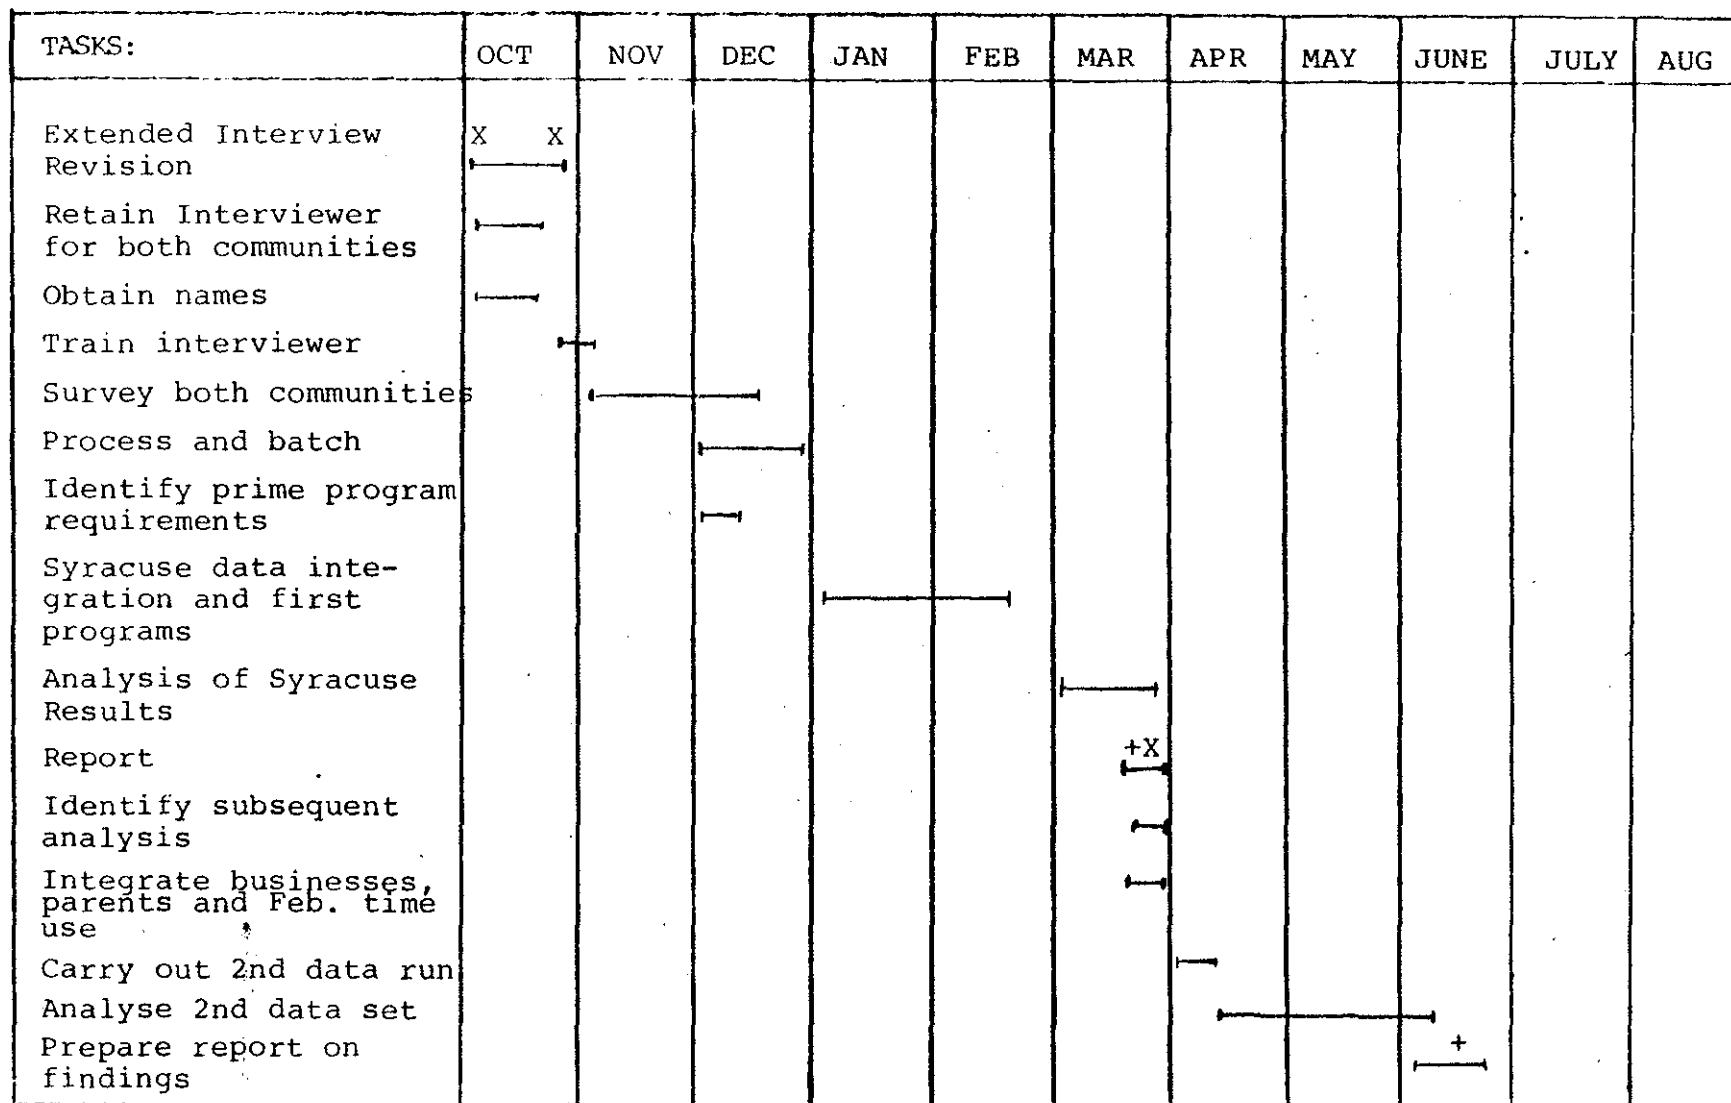 TASKS: OCT NOV DEC JAN FEB MAR APR MAY JUNE JULY AUG
Extended Interview X X
Revision
Retain Interviewer
for both communities
Obtain names
Train interviewer
Survey both communities
Process and batch
Identify prime program
requirements
Syracuse data inte-
gration and first
programs
Analysis of Syracuse
Results
Report +X
Identify subsequent
analysis
Integrate businesses,
parents and Feb. time
use
Carry out 2nd data run
Analyse 2nd data set
Prepare report on +
findings